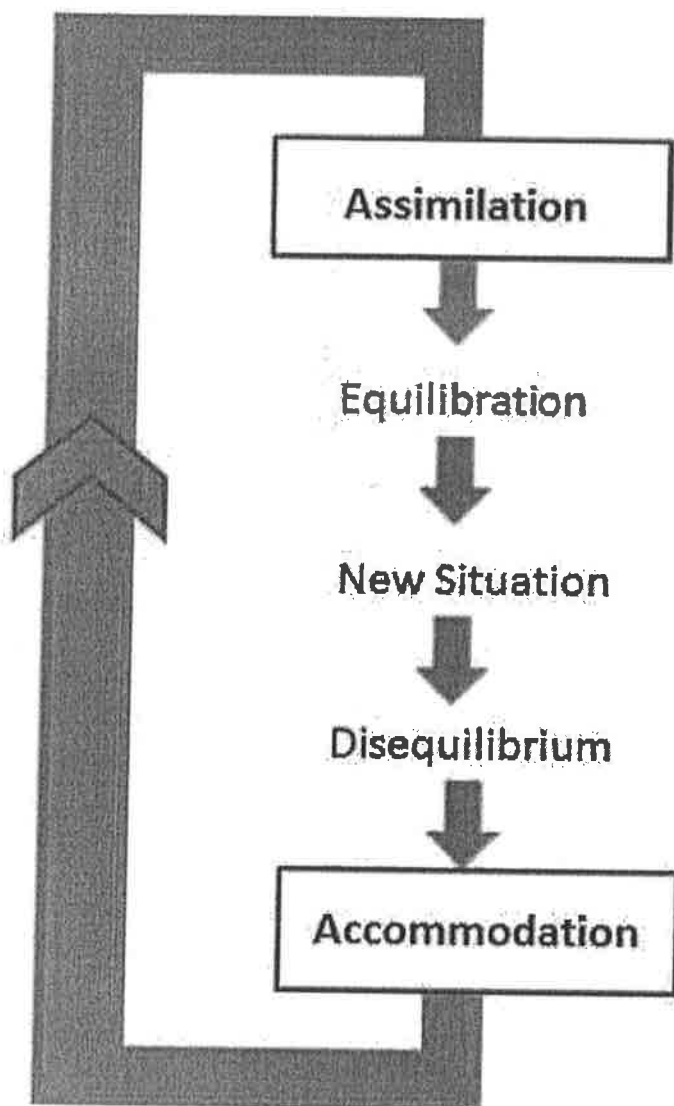 Assimilation
Equilibration
New Situation
Disequilibrium
Accommodation